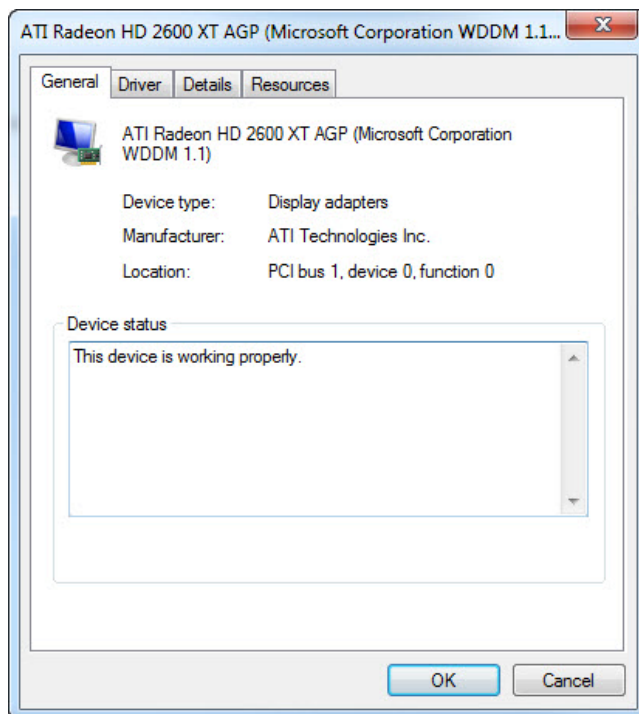 ATI Radeon HD 2600 XT AGP (Microsoft Corporation WDDM 1.1...
General Driver Details Resources
ATI Radeon HD 2600 XT AGP (Microsoft Corporation
WDDM 1.1)
Device type: Display adapters
Manufacturer: ATI Technologies Inc.
Location: PCI bus 1, device 0, function 0
Device status
This device is working properly.
OK Cancel